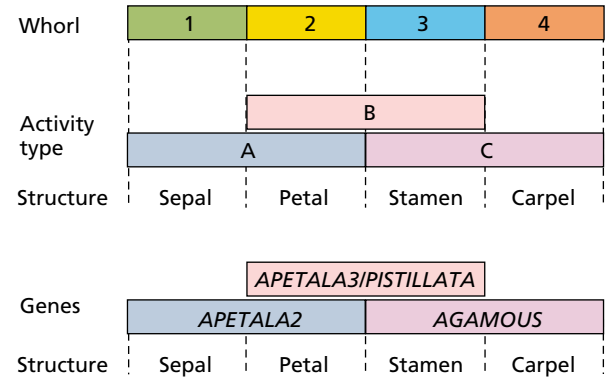 Whorl 1 2 3 4
B
Activity
type
A C
Structure Sepal Petal Stamen Carpel
APETALA3/PISTILLATA
Genes
APETALA2 AGAMOUS
Structure Sepal Petal Stamen Carpel